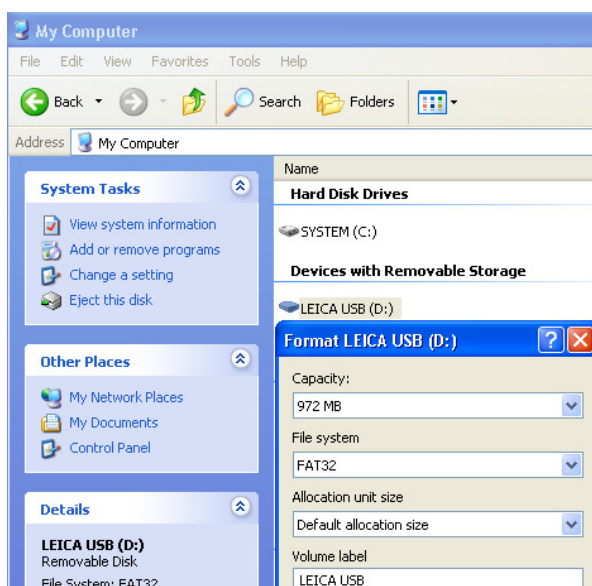 My Computer
File Edit View Favorites Tools Help
Back Search Folders
Address My Computer
Name
System Tasks
View system information
Add or remove programs
Change a setting
Eject this disk
Hard Disk Drives
SYSTEM (C:)
Devices with Removable Storage
LEICA USB (D:)
Other Places
My Network Places
My Documents
Control Panel
Details
LEICA USB (D:)
Removable Disk
File System: FAT32
Format LEICA USB (D:)
Capacity:
972 MB
File system
FAT32
Allocation unit size
Default allocation size
Volume label
LEICA USB